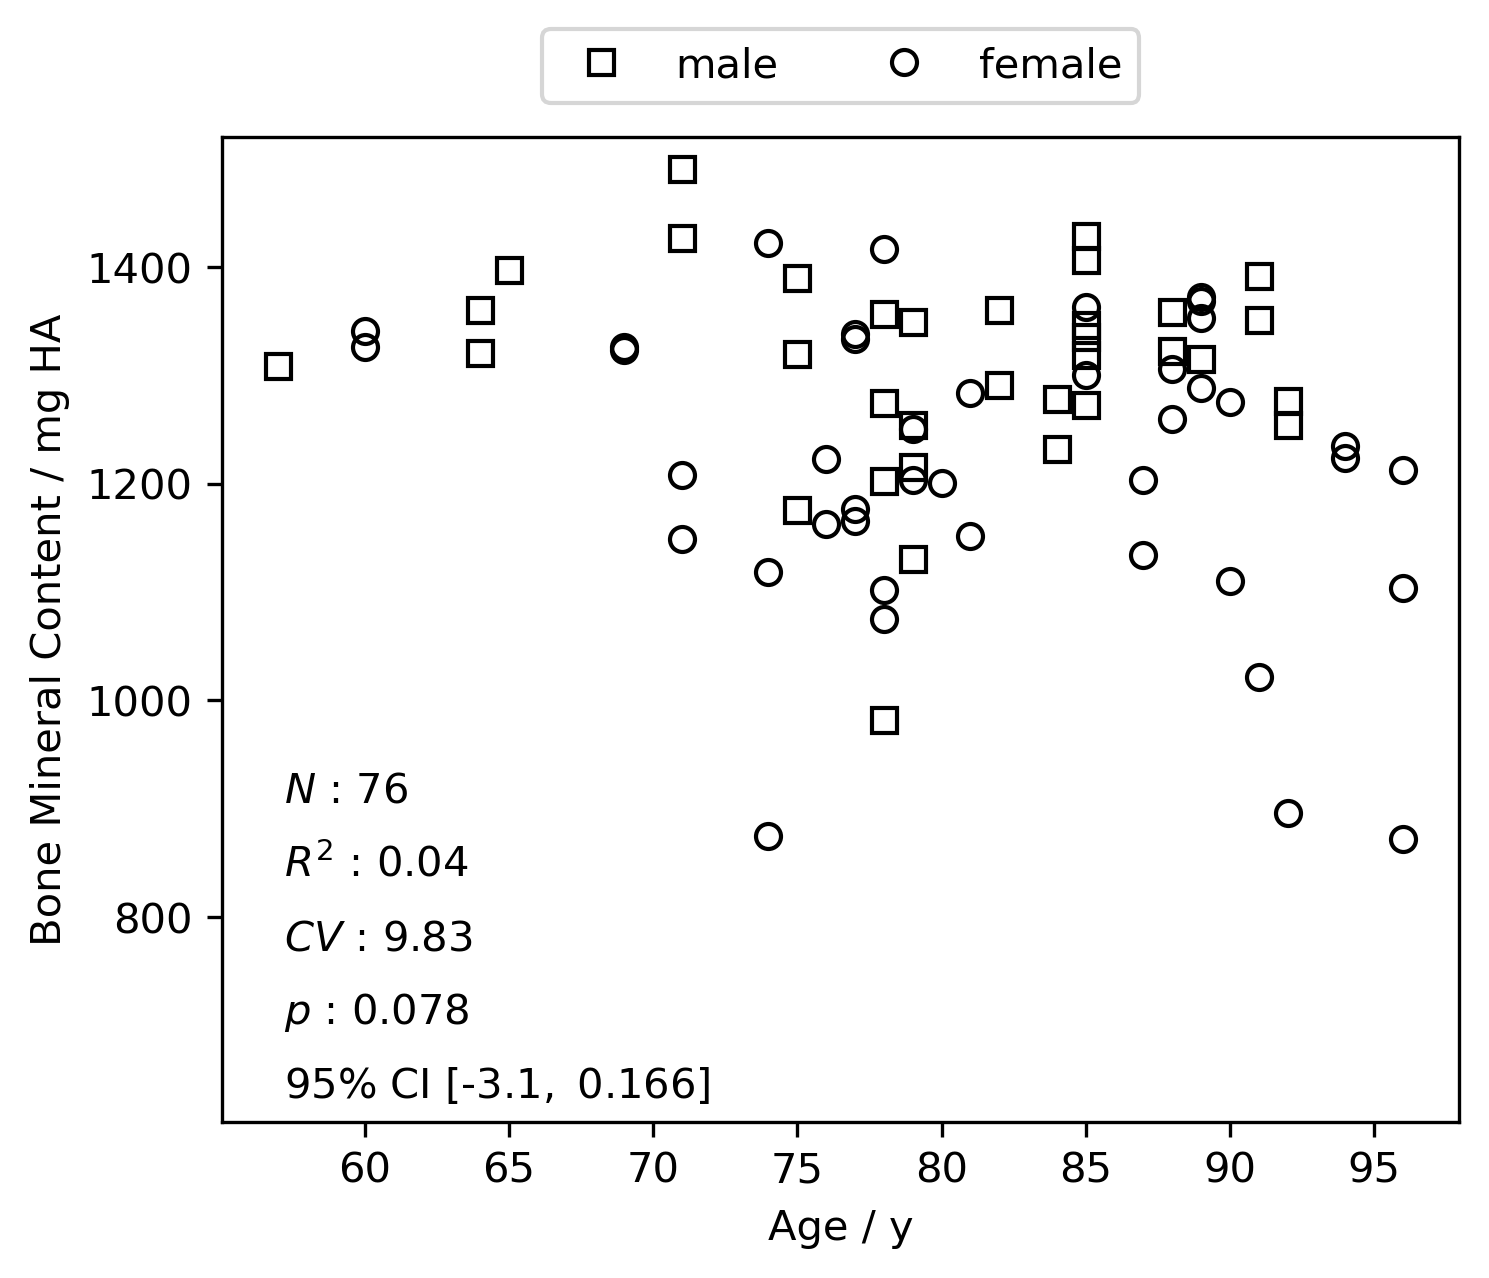 male female
Bone Mineral Content / mg HA
1400
1200
1000
800
N : 76
R² : 0.04
CV : 9.83
p : 0.078
95% CI [-3.1, 0.166]
60 65 70 75 80 85 90 95
Age / y